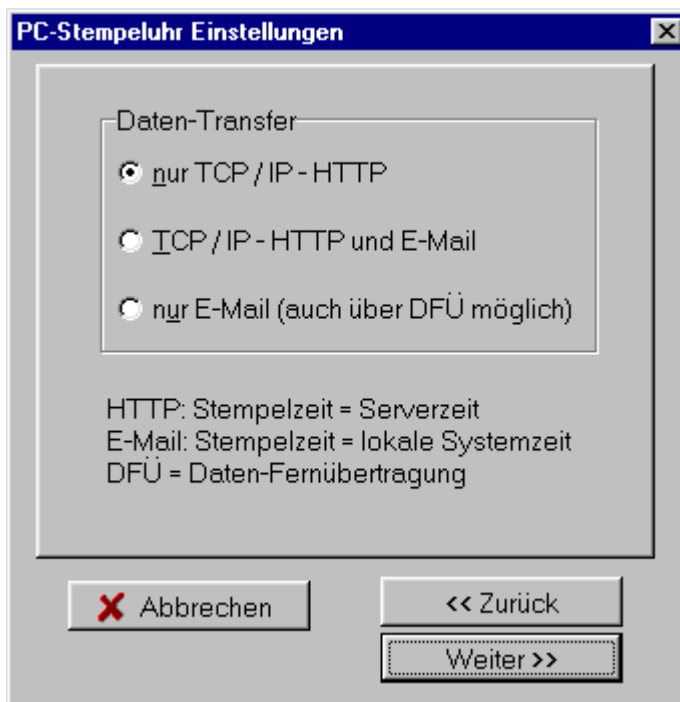 PC-Stempeluhr Einstellungen
Daten-Transfer
nur TCP / IP - HTTP
TCP / IP - HTTP und E-Mail
nur E-Mail (auch über DFÜ möglich)
HTTP: Stempelzeit = Serverzeit
E-Mail: Stempelzeit = lokale Systemzeit
DFÜ = Daten-Fernübertragung
Abbrechen
<< Zurück
Weiter >>